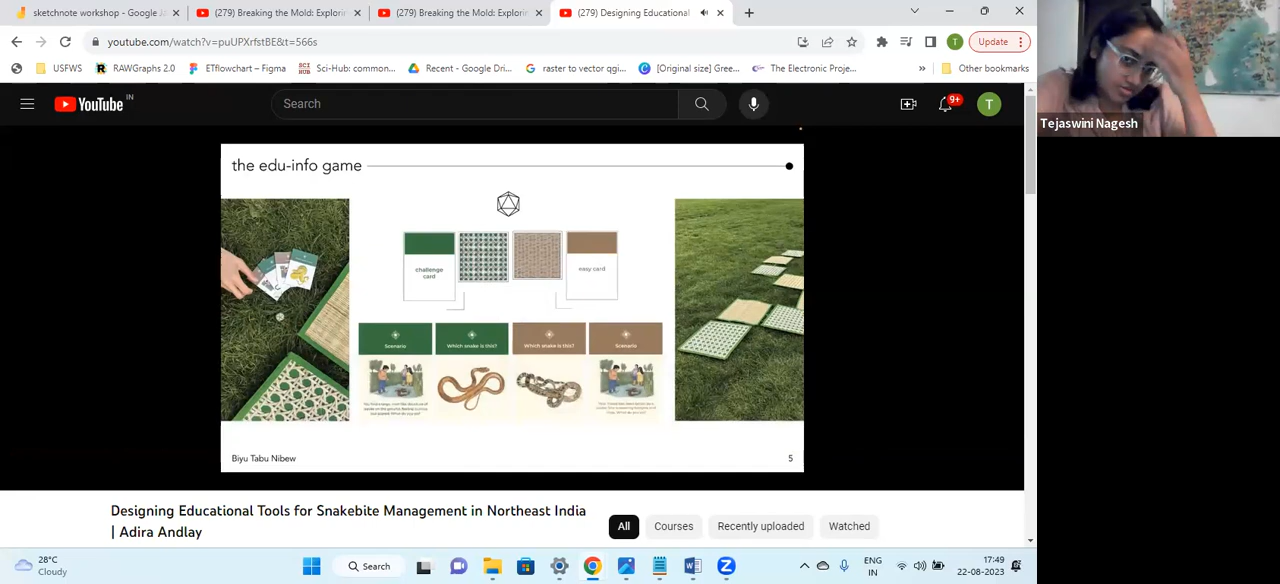 sketchnote workshop - Google J
(279) Breaking the Mold: Explorin
(279) Breaking the Mold: Explorin
(279) Designing Educational
youtube.com/watch?v=puUPXrfstBE&t=566s
T
Update
USFWS
RAWGraphs 2.0
ETflowchart – Figma
SCI HUB
Sci-Hub: common...
Recent - Google Dri...
raster to vector qgi...
[Original size] Gree...
The Electronic Proje...
»
Other bookmarks
YouTube IN
Search
9+
T
Tejaswini Nagesh
the edu-info game
challenge
card
easy card
Scenario
Which snake is this?
Which snake is this?
Scenario
Biyu Tabu Nibew
5
Designing Educational Tools for Snakebite Management in Northeast India
| Adira Andlay
All
Courses
Recently uploaded
Watched
28°C
Cloudy
Search
ENG
IN
17:49
22-08-2023